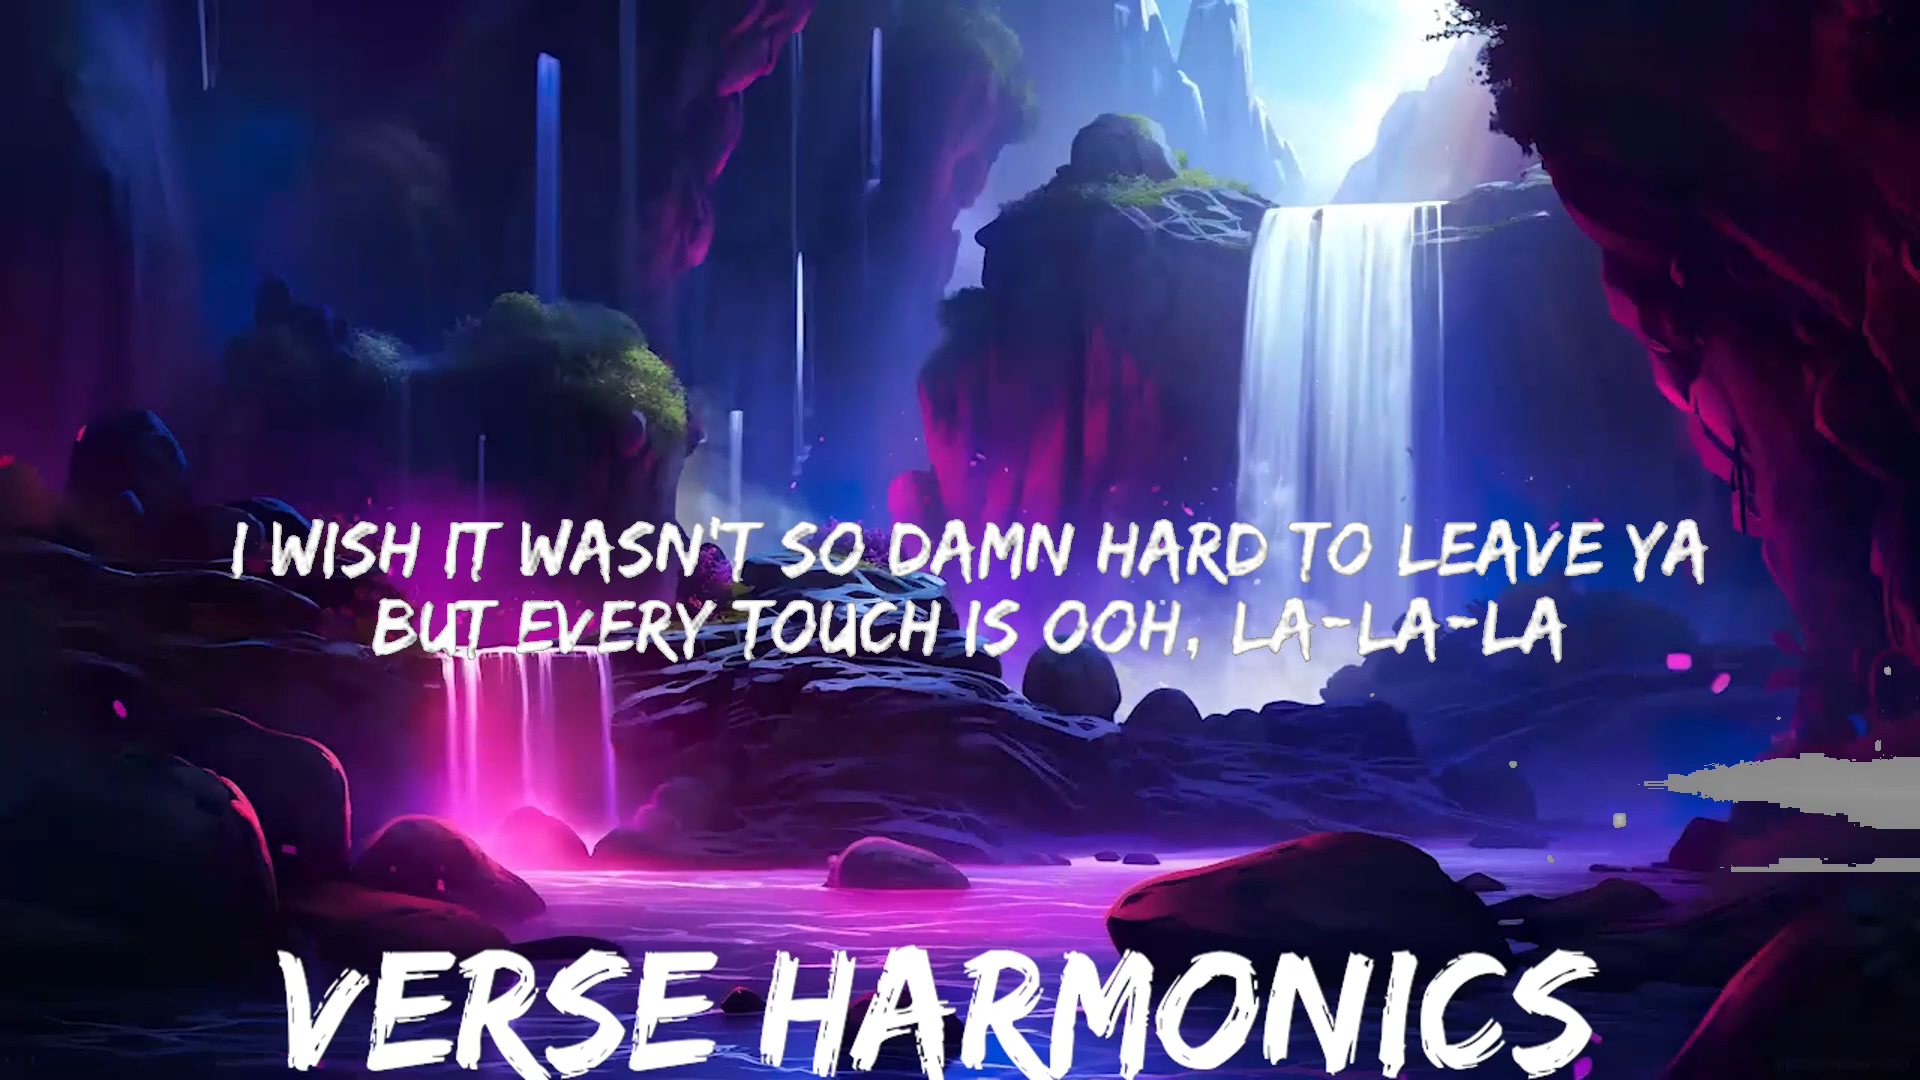 I WISH IT WASN'T SO DAMN HARD TO LEAVE YA
BUT EVERY TOUCH IS OOH, LA-LA-LA
VERSE HARMONICS